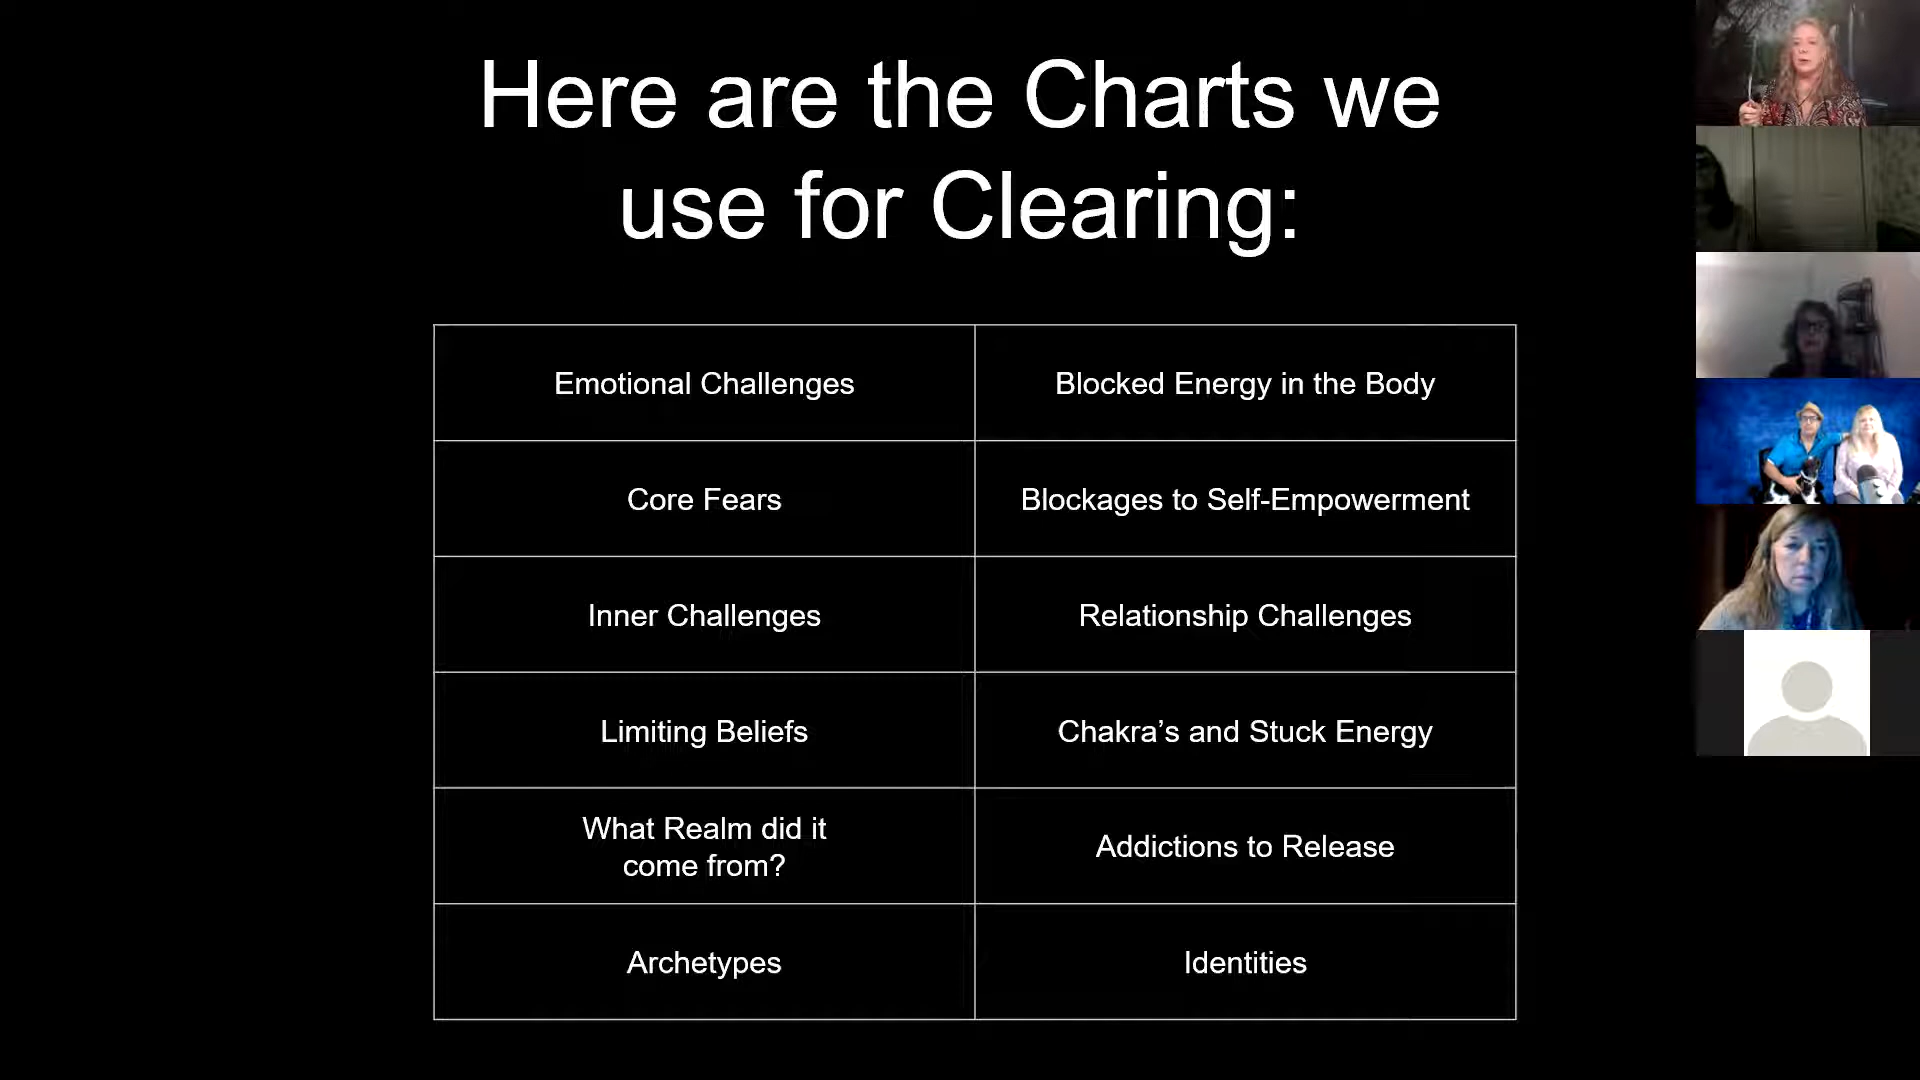 Here are the Charts we
use for Clearing:
Emotional Challenges
Blocked Energy in the Body
Core Fears
Blockages to Self-Empowerment
Inner Challenges
Relationship Challenges
Limiting Beliefs
Chakra’s and Stuck Energy
What Realm did it
come from?
Addictions to Release
Archetypes
Identities